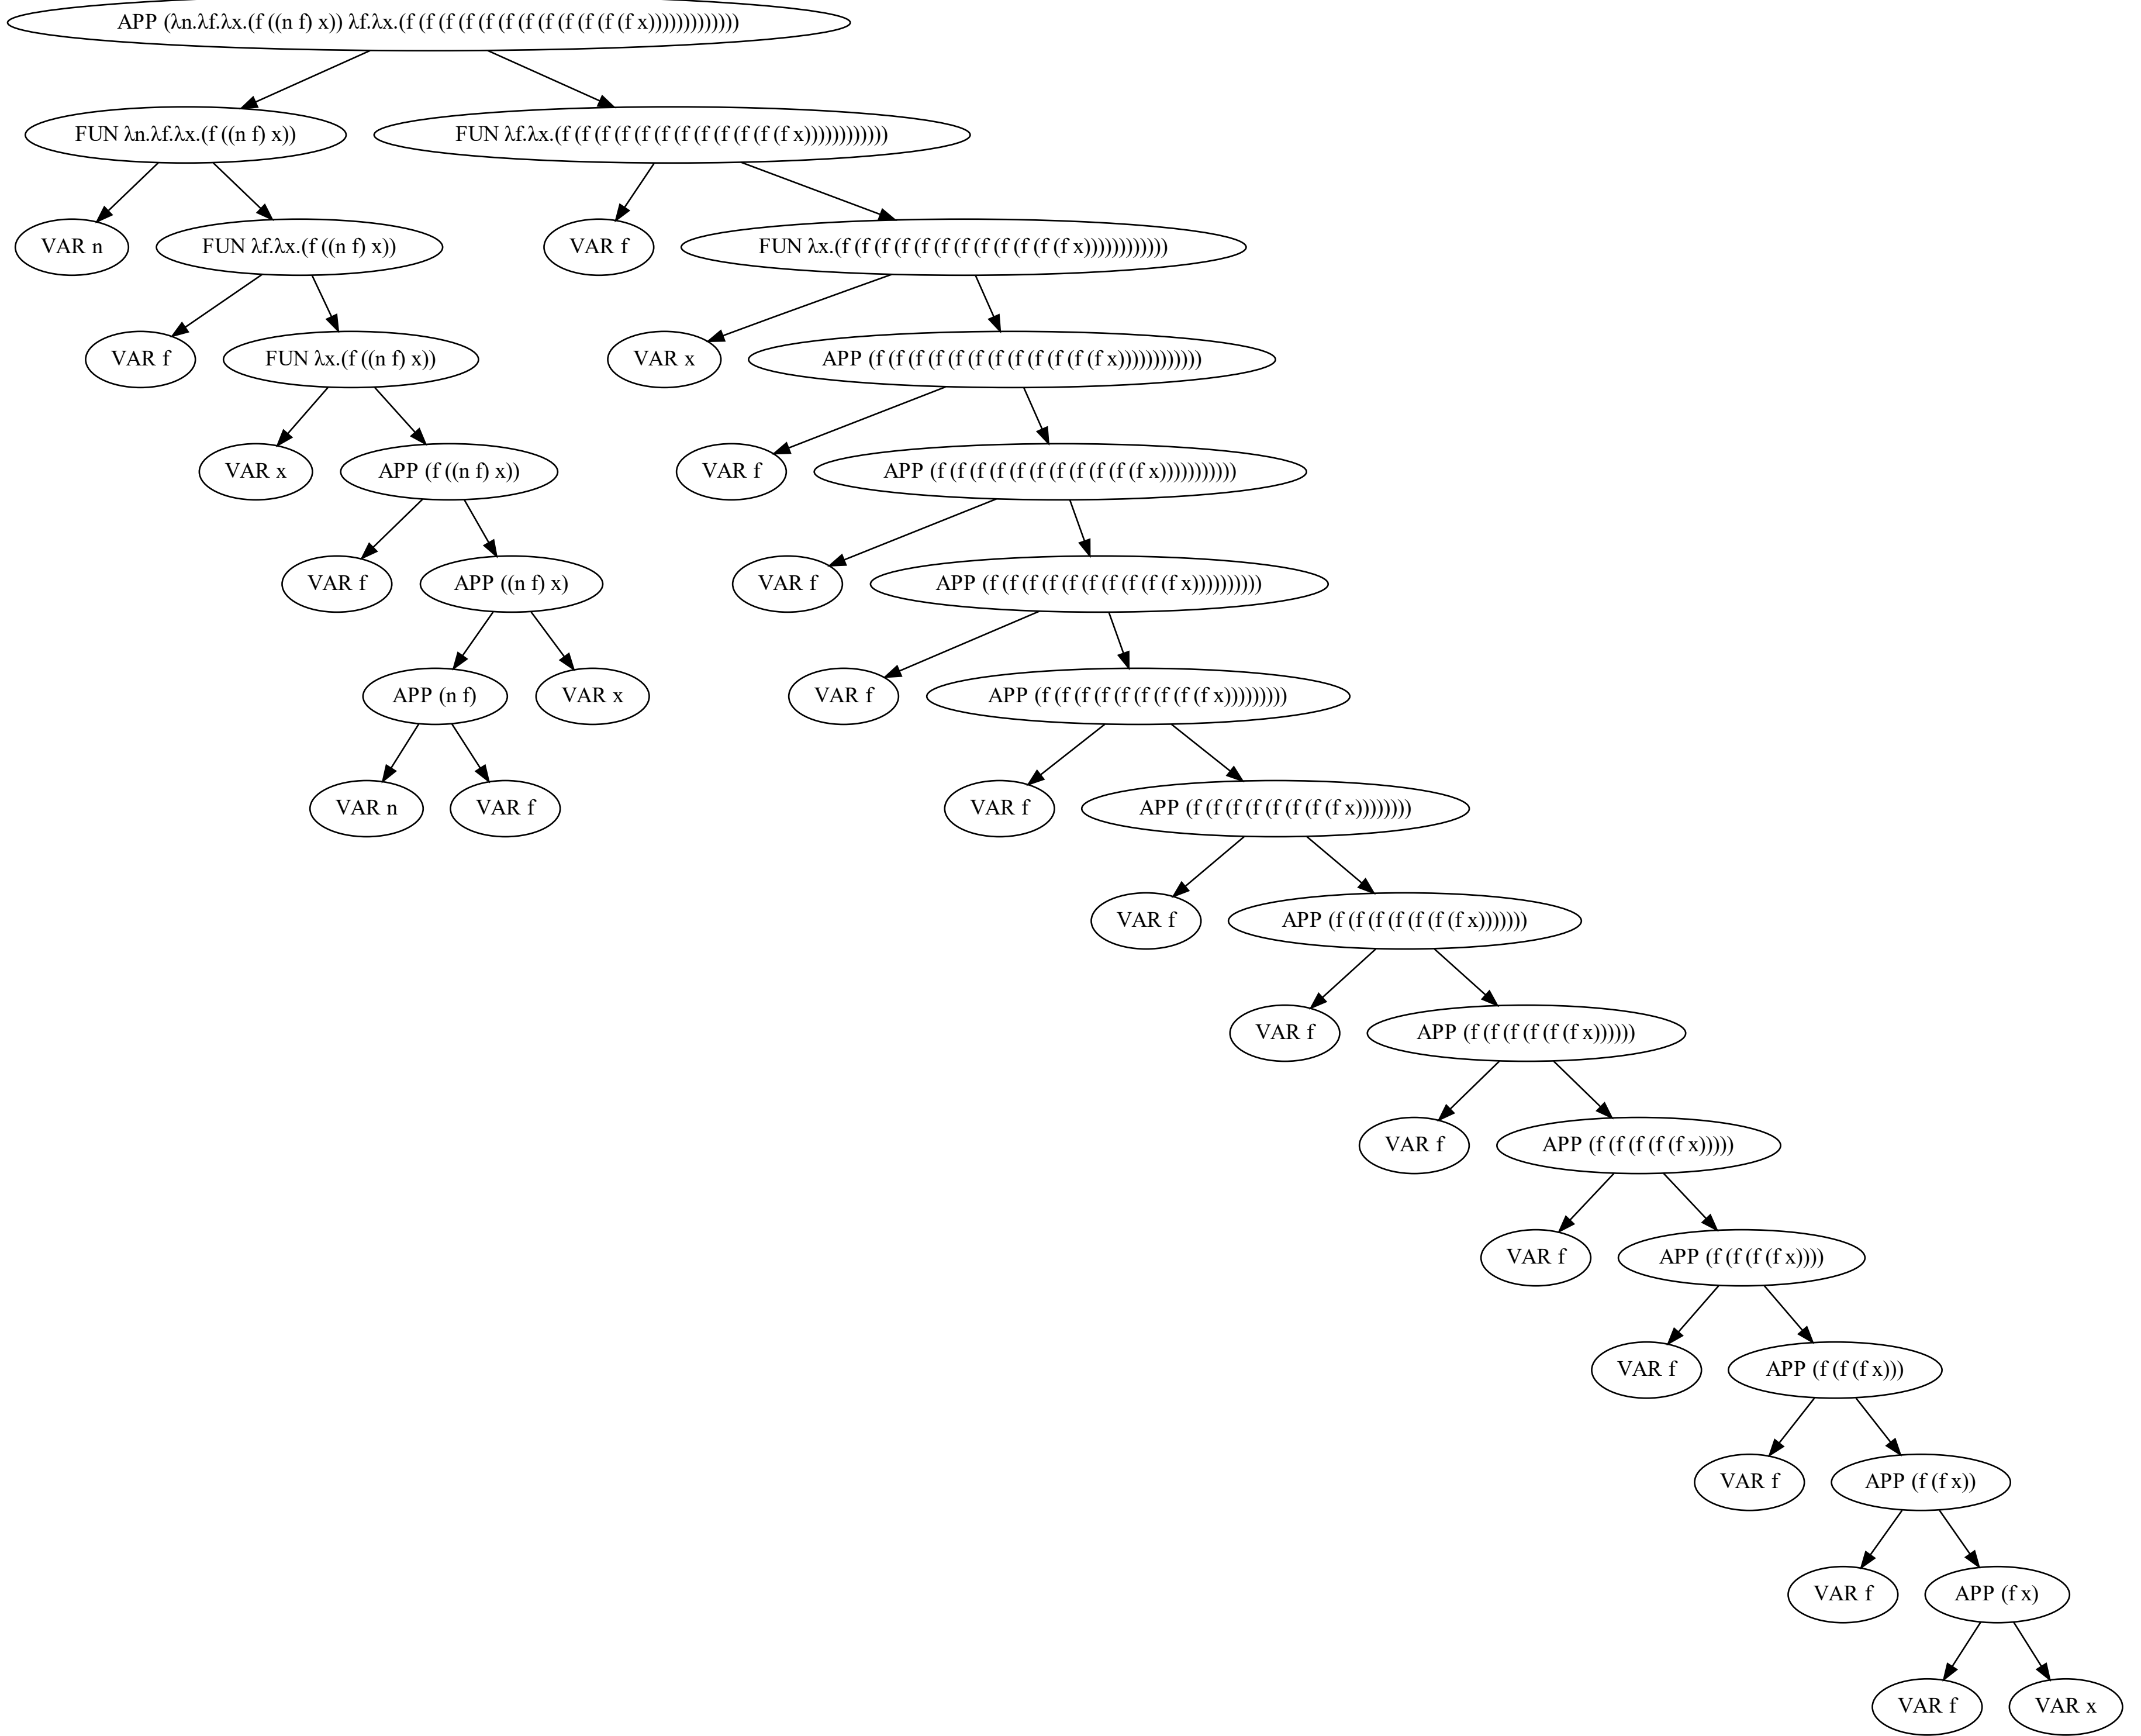 APP (λn.λf.λx.(f ((n f) x)) λf.λx.(f (f (f (f (f (f (f (f (f (f (f (f x)))))))))))))
FUN λn.λf.λx.(f ((n f) x))
FUN λf.λx.(f (f (f (f (f (f (f (f (f (f (f (f x))))))))))))
VAR n
FUN λf.λx.(f ((n f) x))
VAR f
FUN λx.(f (f (f (f (f (f (f (f (f (f (f (f x))))))))))))
VAR f
FUN λx.(f ((n f) x))
VAR x
APP (f (f (f (f (f (f (f (f (f (f (f (f x))))))))))))
VAR x
APP (f ((n f) x))
VAR f
APP (f (f (f (f (f (f (f (f (f (f (f x)))))))))))
VAR f
APP ((n f) x)
VAR f
APP (f (f (f (f (f (f (f (f (f (f x))))))))))
APP (n f)
VAR x
VAR f
APP (f (f (f (f (f (f (f (f (f x)))))))))
VAR n
VAR f
VAR f
APP (f (f (f (f (f (f (f (f x))))))))
VAR f
APP (f (f (f (f (f (f (f x)))))))
VAR f
APP (f (f (f (f (f (f x))))))
VAR f
APP (f (f (f (f (f x)))))
VAR f
APP (f (f (f (f x))))
VAR f
APP (f (f (f x)))
VAR f
APP (f (f x))
VAR f
APP (f x)
VAR f
VAR x